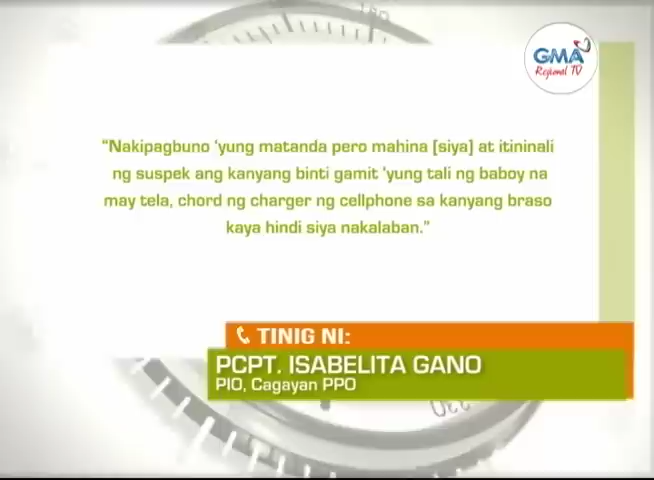 GMA
Regional TV
"Nakipagbuno 'yung matanda pero mahina [siya] at itininali
ng suspek ang kanyang binti gamit 'yung tali ng baboy na
may tela, chord ng charger ng cellphone sa kanyang braso
kaya hindi siya nakalaban."
TINIG NI:
PCPT. ISABELITA GANO
PIO, Cagayan PPO
330